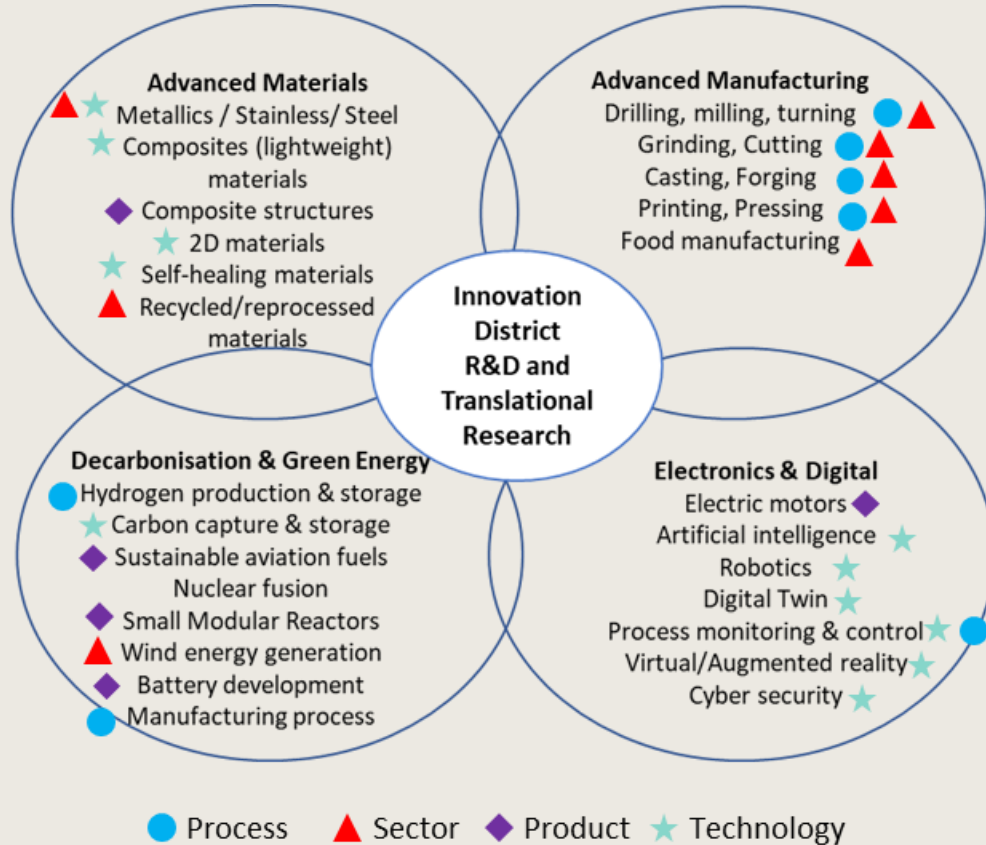 Advanced Materials
Metallics / Stainless/ Steel
Composites (lightweight)
materials
Composite structures
2D materials
Self-healing materials
Recycled/reprocessed
materials
Advanced Manufacturing
Drilling, milling, turning
Grinding, Cutting
Casting, Forging
Printing, Pressing
Food manufacturing
Innovation
District
R&D and
Translational
Research
Decarbonisation & Green Energy
Hydrogen production & storage
Carbon capture & storage
Sustainable aviation fuels
Nuclear fusion
Small Modular Reactors
Wind energy generation
Battery development
Manufacturing process
Electronics & Digital
Electric motors
Artificial intelligence
Robotics
Digital Twin
Process monitoring & control
Virtual/Augmented reality
Cyber security
Process Sector Product Technology